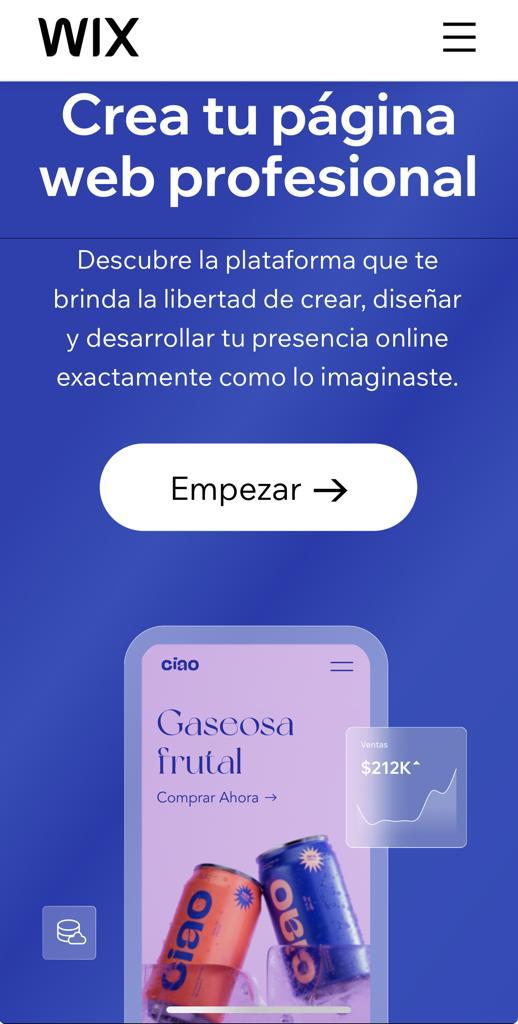 WIX
Crea tu página
web profesional
Descubre la plataforma que te
brinda la libertad de crear, diseñar
y desarrollar tu presencia online
exactamente como lo imaginaste.
Empezar →
ciao
Gaseosa
frutal
Comprar Ahora →
Ventas
$212K
ciao
ciao